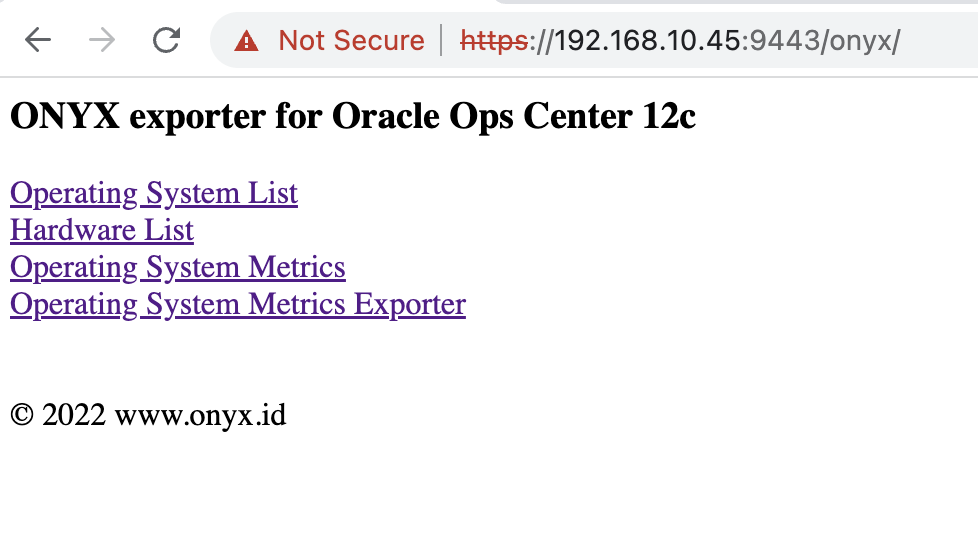 Not Secure | https://192.168.10.45:9443/onyx/
ONYX exporter for Oracle Ops Center 12c
Operating System List
Hardware List
Operating System Metrics
Operating System Metrics Exporter
© 2022 www.onyx.id